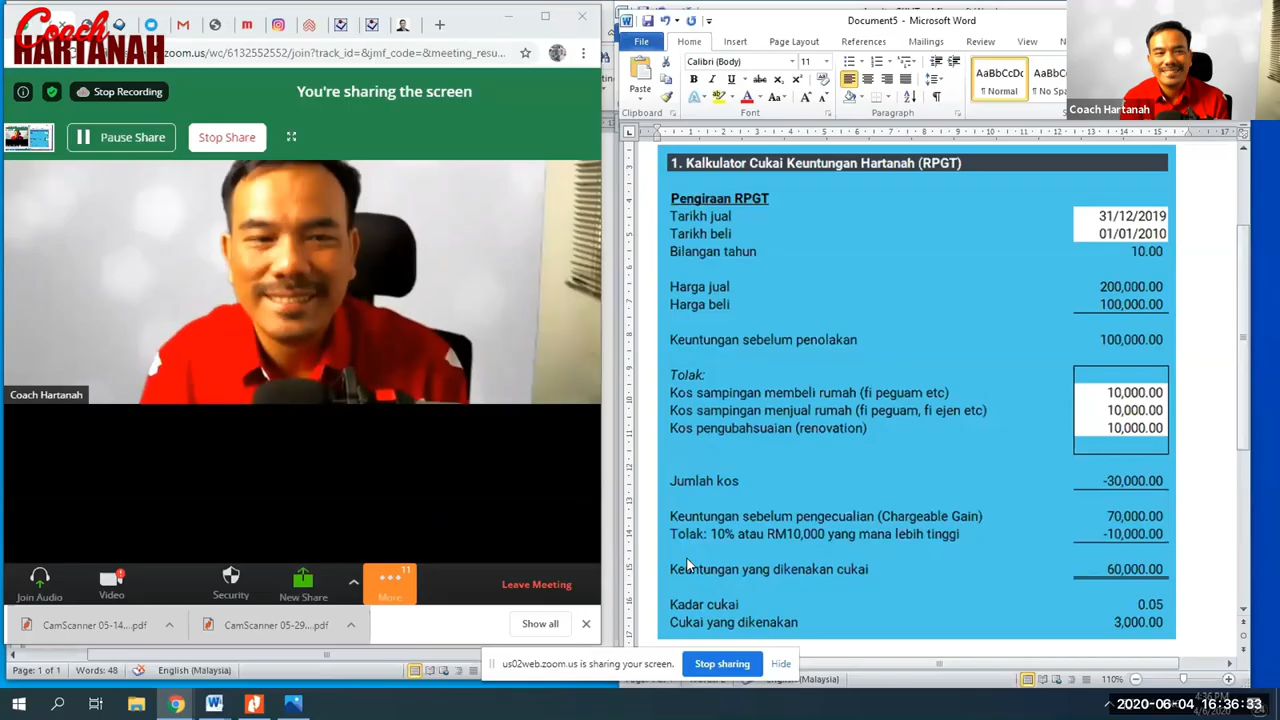 Coach
HARTANAH
zoom.us/
6132552552/join?track
_code=&meeting_resu...
Stop Recording
You're sharing the screen
Pause Share
Stop Share
Coach Hartanah
Join Audio
Video
Security
New Share
11
More
Leave Meeting
CamScanner 05-14....pdf
CamScanner 05-29....pdf
Show all
Page: 1 of 1
Words: 48
English (Malaysia)
us02web.zoom.us is sharing your screen.
Stop sharing
Hide
Document5 - Microsoft Word
File
Home
Insert
Page Layout
References
Mailings
Review
View
Calibri (Body)
11
Paste
Clipboard
Font
Paragraph
AaBbCcDc
AaBbCc
¶ Normal
¶ No Spa
Coach Hartanah
1. Kalkulator Cukai Keuntungan Hartanah (RPGT)
Pengiraan RPGT
Tarikh jual 31/12/2019
Tarikh beli 01/01/2010
Bilangan tahun 10.00
Harga jual 200,000.00
Harga beli 100,000.00
Keuntungan sebelum penolakan 100,000.00
Tolak:
Kos sampingan membeli rumah (fi peguam etc) 10,000.00
Kos sampingan menjual rumah (fi peguam, fi ejen etc) 10,000.00
Kos pengubahsuaian (renovation) 10,000.00
Jumlah kos -30,000.00
Keuntungan sebelum pengecualian (Chargeable Gain) 70,000.00
Tolak: 10% atau RM10,000 yang mana lebih tinggi -10,000.00
Keuntungan yang dikenakan cukai 60,000.00
Kadar cukai 0.05
Cukai yang dikenakan 3,000.00
English (Malaysia)
110%
2020-06-04 16:36:33